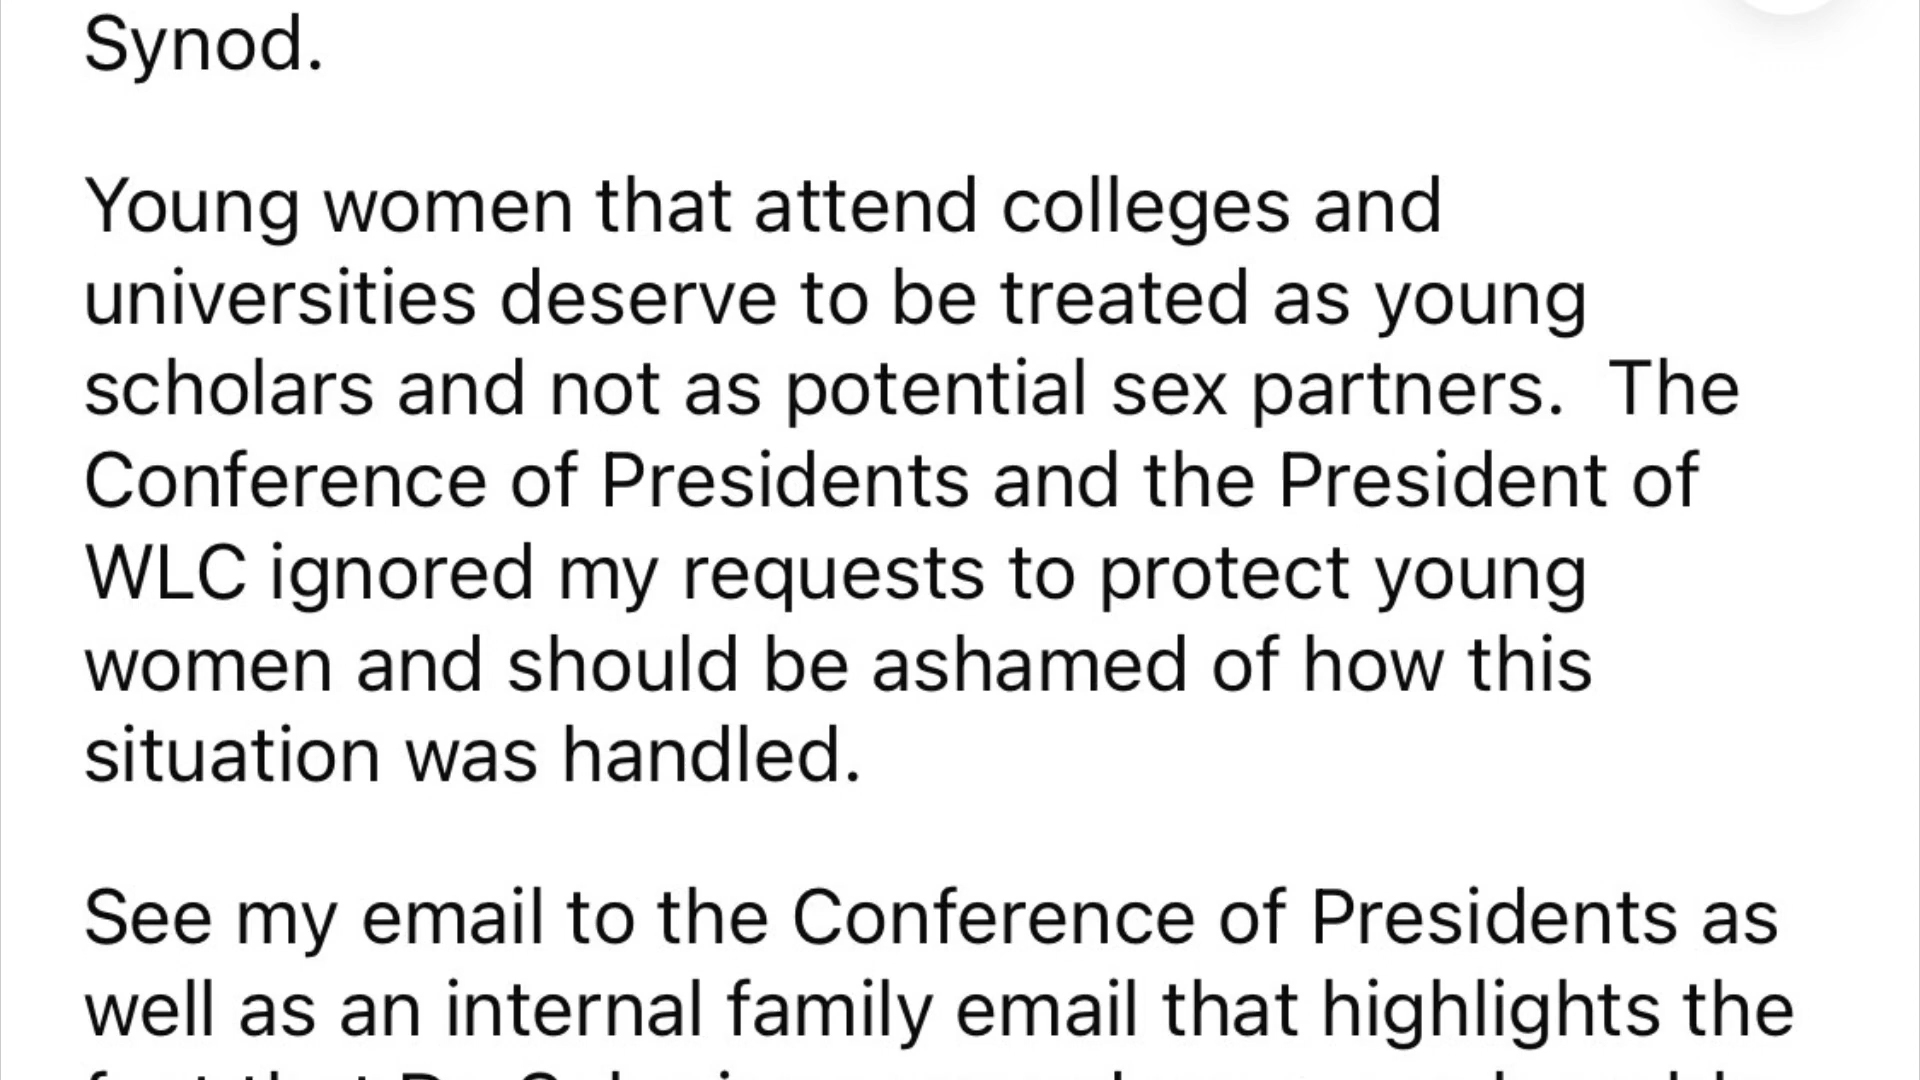 Synod.
Young women that attend colleges and
universities deserve to be treated as young
scholars and not as potential sex partners.  The
Conference of Presidents and the President of
WLC ignored my requests to protect young
women and should be ashamed of how this
situation was handled.
See my email to the Conference of Presidents as
well as an internal family email that highlights the